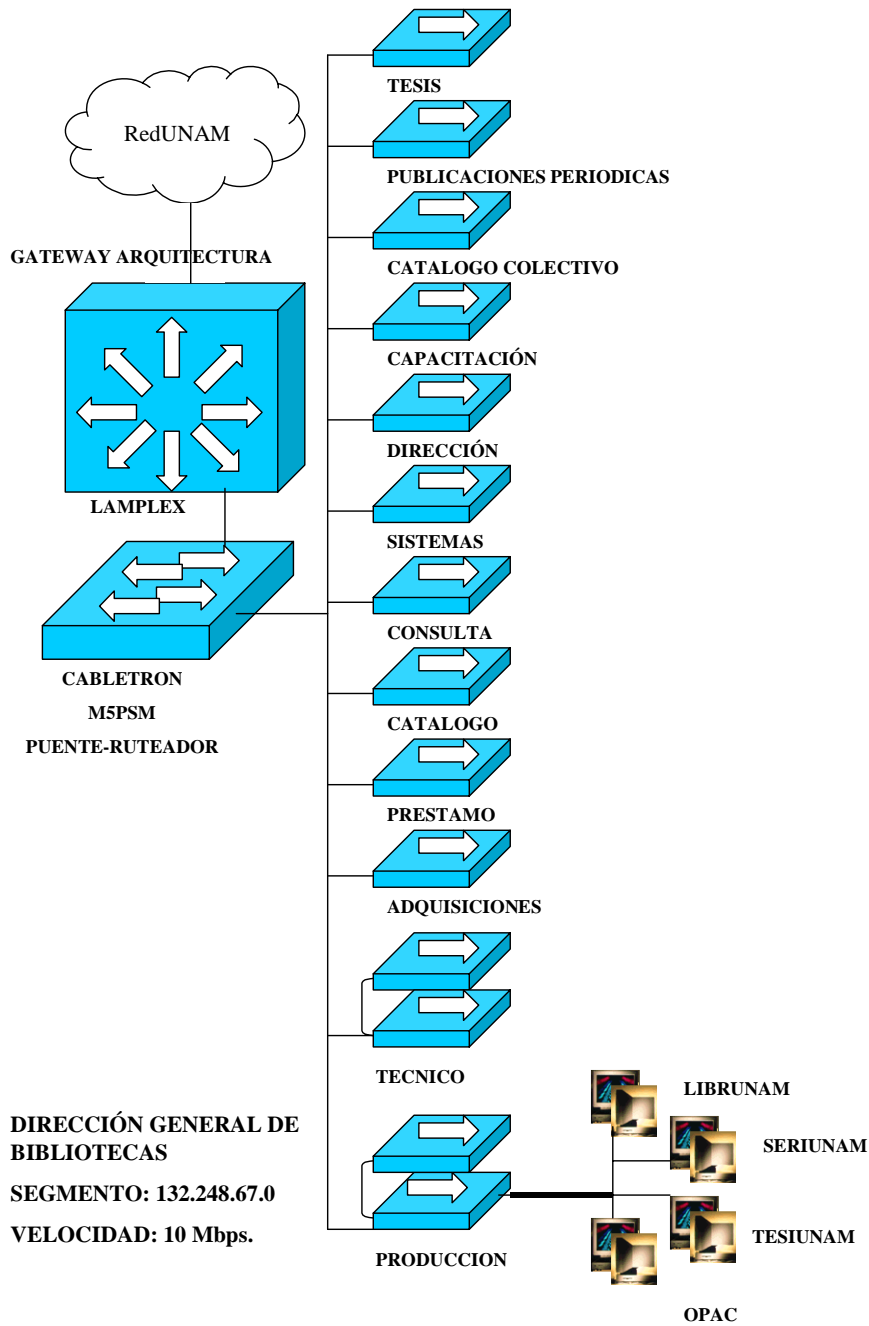 TESIS
RedUNAM
PUBLICACIONES PERIODICAS
GATEWAY ARQUITECTURA
CATALOGO COLECTIVO
CAPACITACIÓN
DIRECCIÓN
LAMPLEX
SISTEMAS
CONSULTA
CABLETRON
M5PSM
PUENTE-RUTEADOR
CATALOGO
PRESTAMO
ADQUISICIONES
TECNICO
LIBRUNAM
SERIUNAM
TESIUNAM
OPAC
PRODUCCION
DIRECCIÓN GENERAL DE
BIBLIOTECAS
SEGMENTO: 132.248.67.0
VELOCIDAD: 10 Mbps.